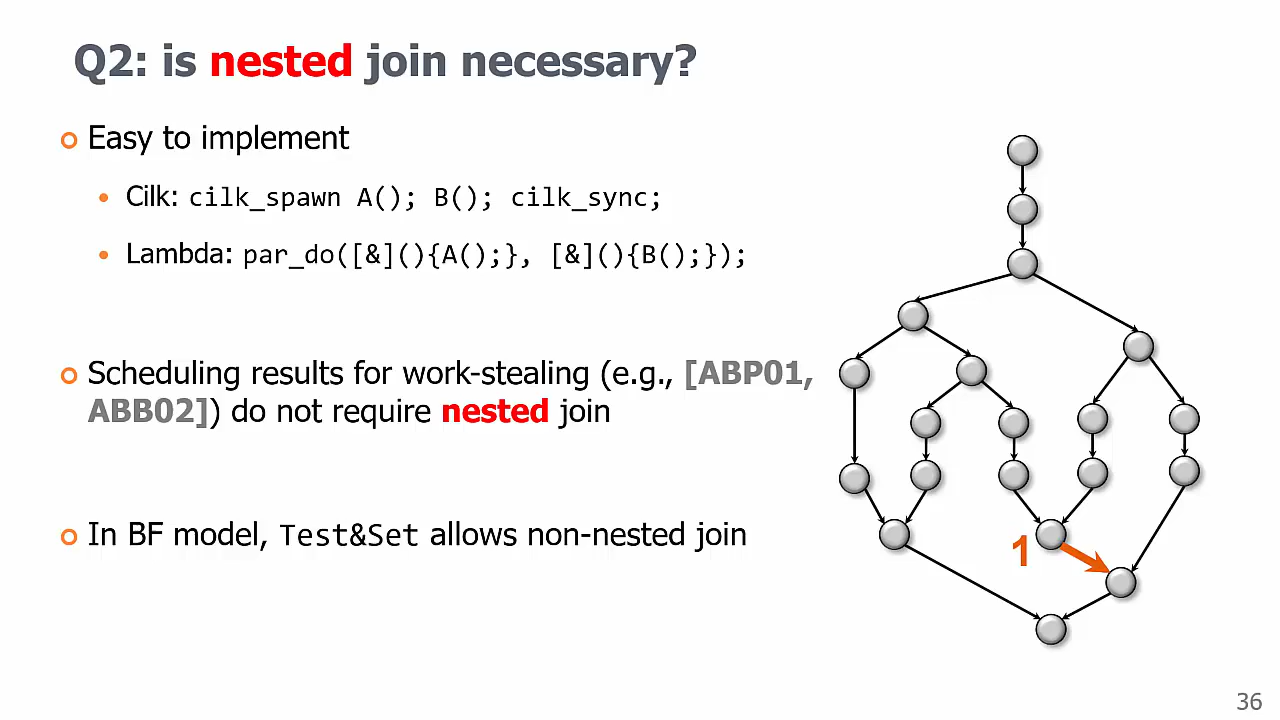 Q2: is nested join necessary?
Easy to implement
Cilk: cilk_spawn A(); B(); cilk_sync;
Lambda: par_do([&](){A();}, [&](){B();});
Scheduling results for work-stealing (e.g., [ABP01,
ABB02]) do not require nested join
In BF model, Test&Set allows non-nested join
1
36